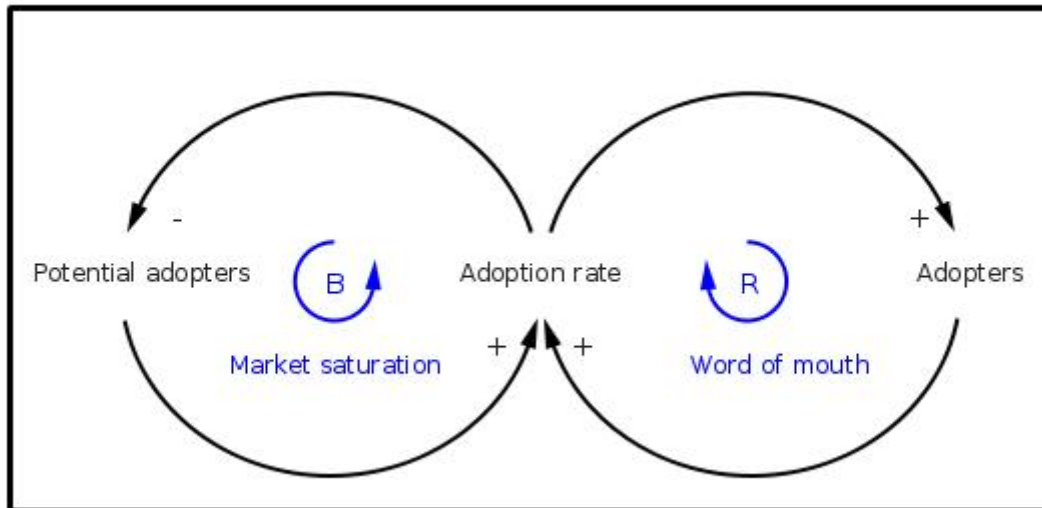 -
+
Potential adopters
B
Adoption rate
R
Adopters
+
+
Market saturation
Word of mouth